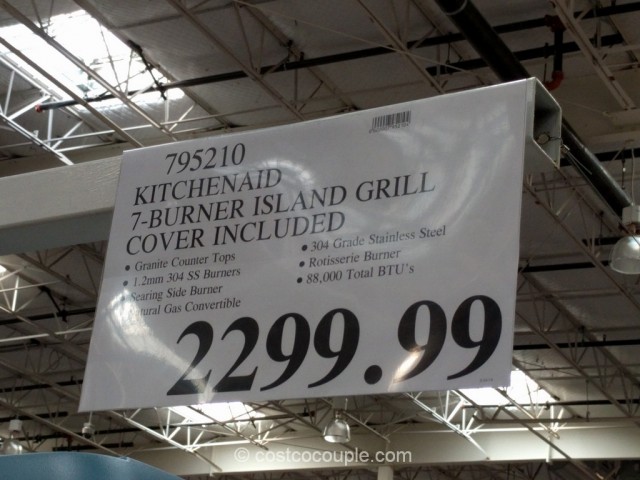 795210
KITCHENAID
7-BURNER ISLAND GRILL
COVER INCLUDED
• Granite Counter Tops
• 1.2mm 304 SS Burners
Searing Side Burner
Natural Gas Convertible
• 304 Grade Stainless Steel
• Rotisserie Burner
• 88,000 Total BTU's
2299.99
© costcocouple.com